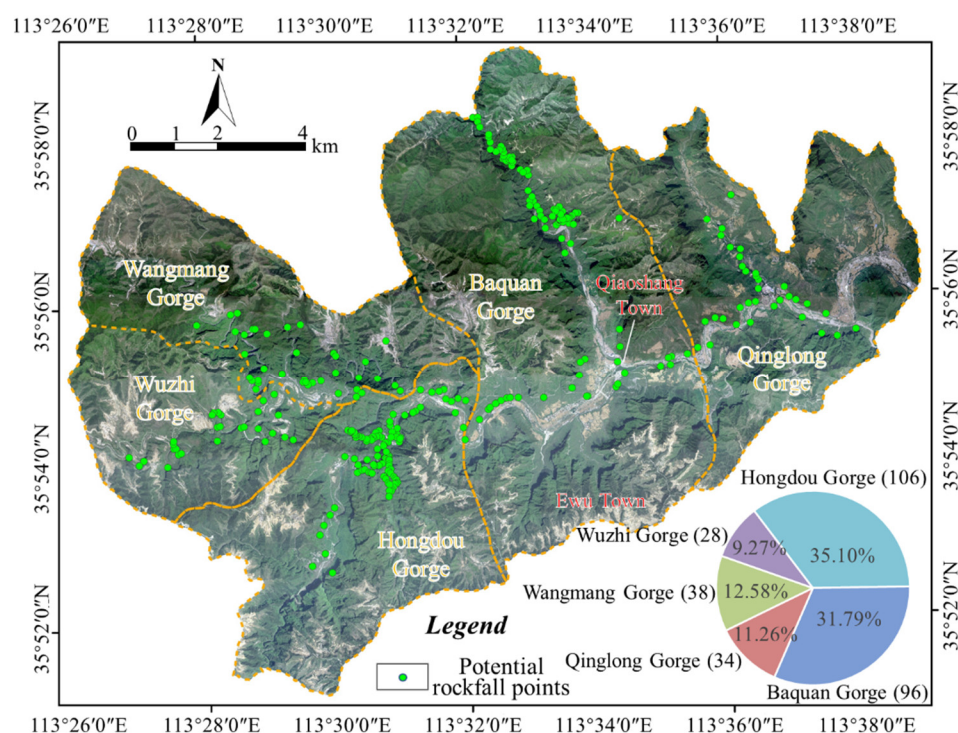 113°26′0″E 113°28′0″E 113°30′0″E 113°32′0″E 113°34′0″E 113°36′0″E 113°38′0″E
N
0 1 2 4
km
35°58′0″N
35°58′0″N
Wangmang
Gorge
Baquan
Gorge
Qiaoshang
Town
35°56′0″N
35°56′0″N
Wuzhi
Gorge
Qinglong
Gorge
35°54′0″N
35°54′0″N
Ewu Town
Hongdou
Gorge
Hongdou Gorge (106)
35.10%
Wuzhi Gorge (28)
9.27%
Wangmang Gorge (38)
12.58%
31.79%
11.26%
Qinglong Gorge (34)
Baquan Gorge (96)
35°52′0″N
35°52′0″N
Legend
Potential
rockfall points
113°26′0″E 113°28′0″E 113°30′0″E 113°32′0″E 113°34′0″E 113°36′0″E 113°38′0″E